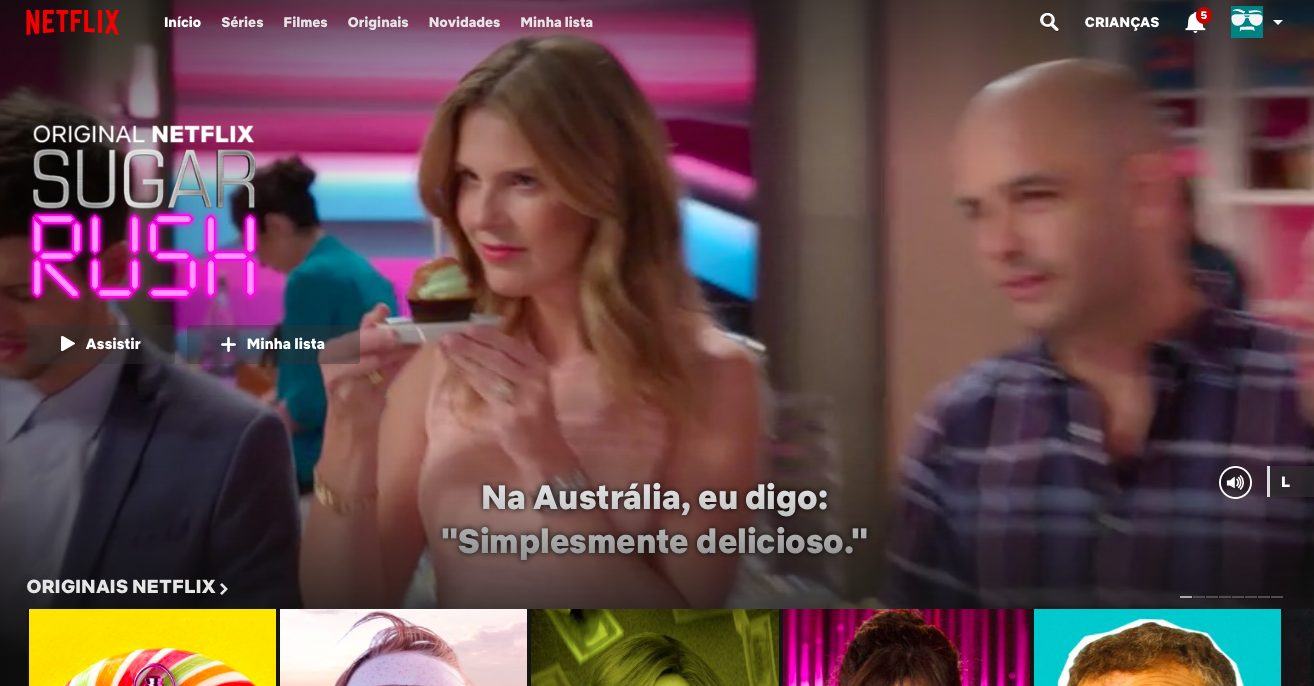 NETFLIX
Início Séries Filmes Originais Novidades Minha lista
CRIANÇAS
5
ORIGINAL NETFLIX
SUGAR
RUSH
Assistir
Minha lista
L
Na Austrália, eu digo:
"Simplesmente delicioso."
ORIGINAIS NETFLIX